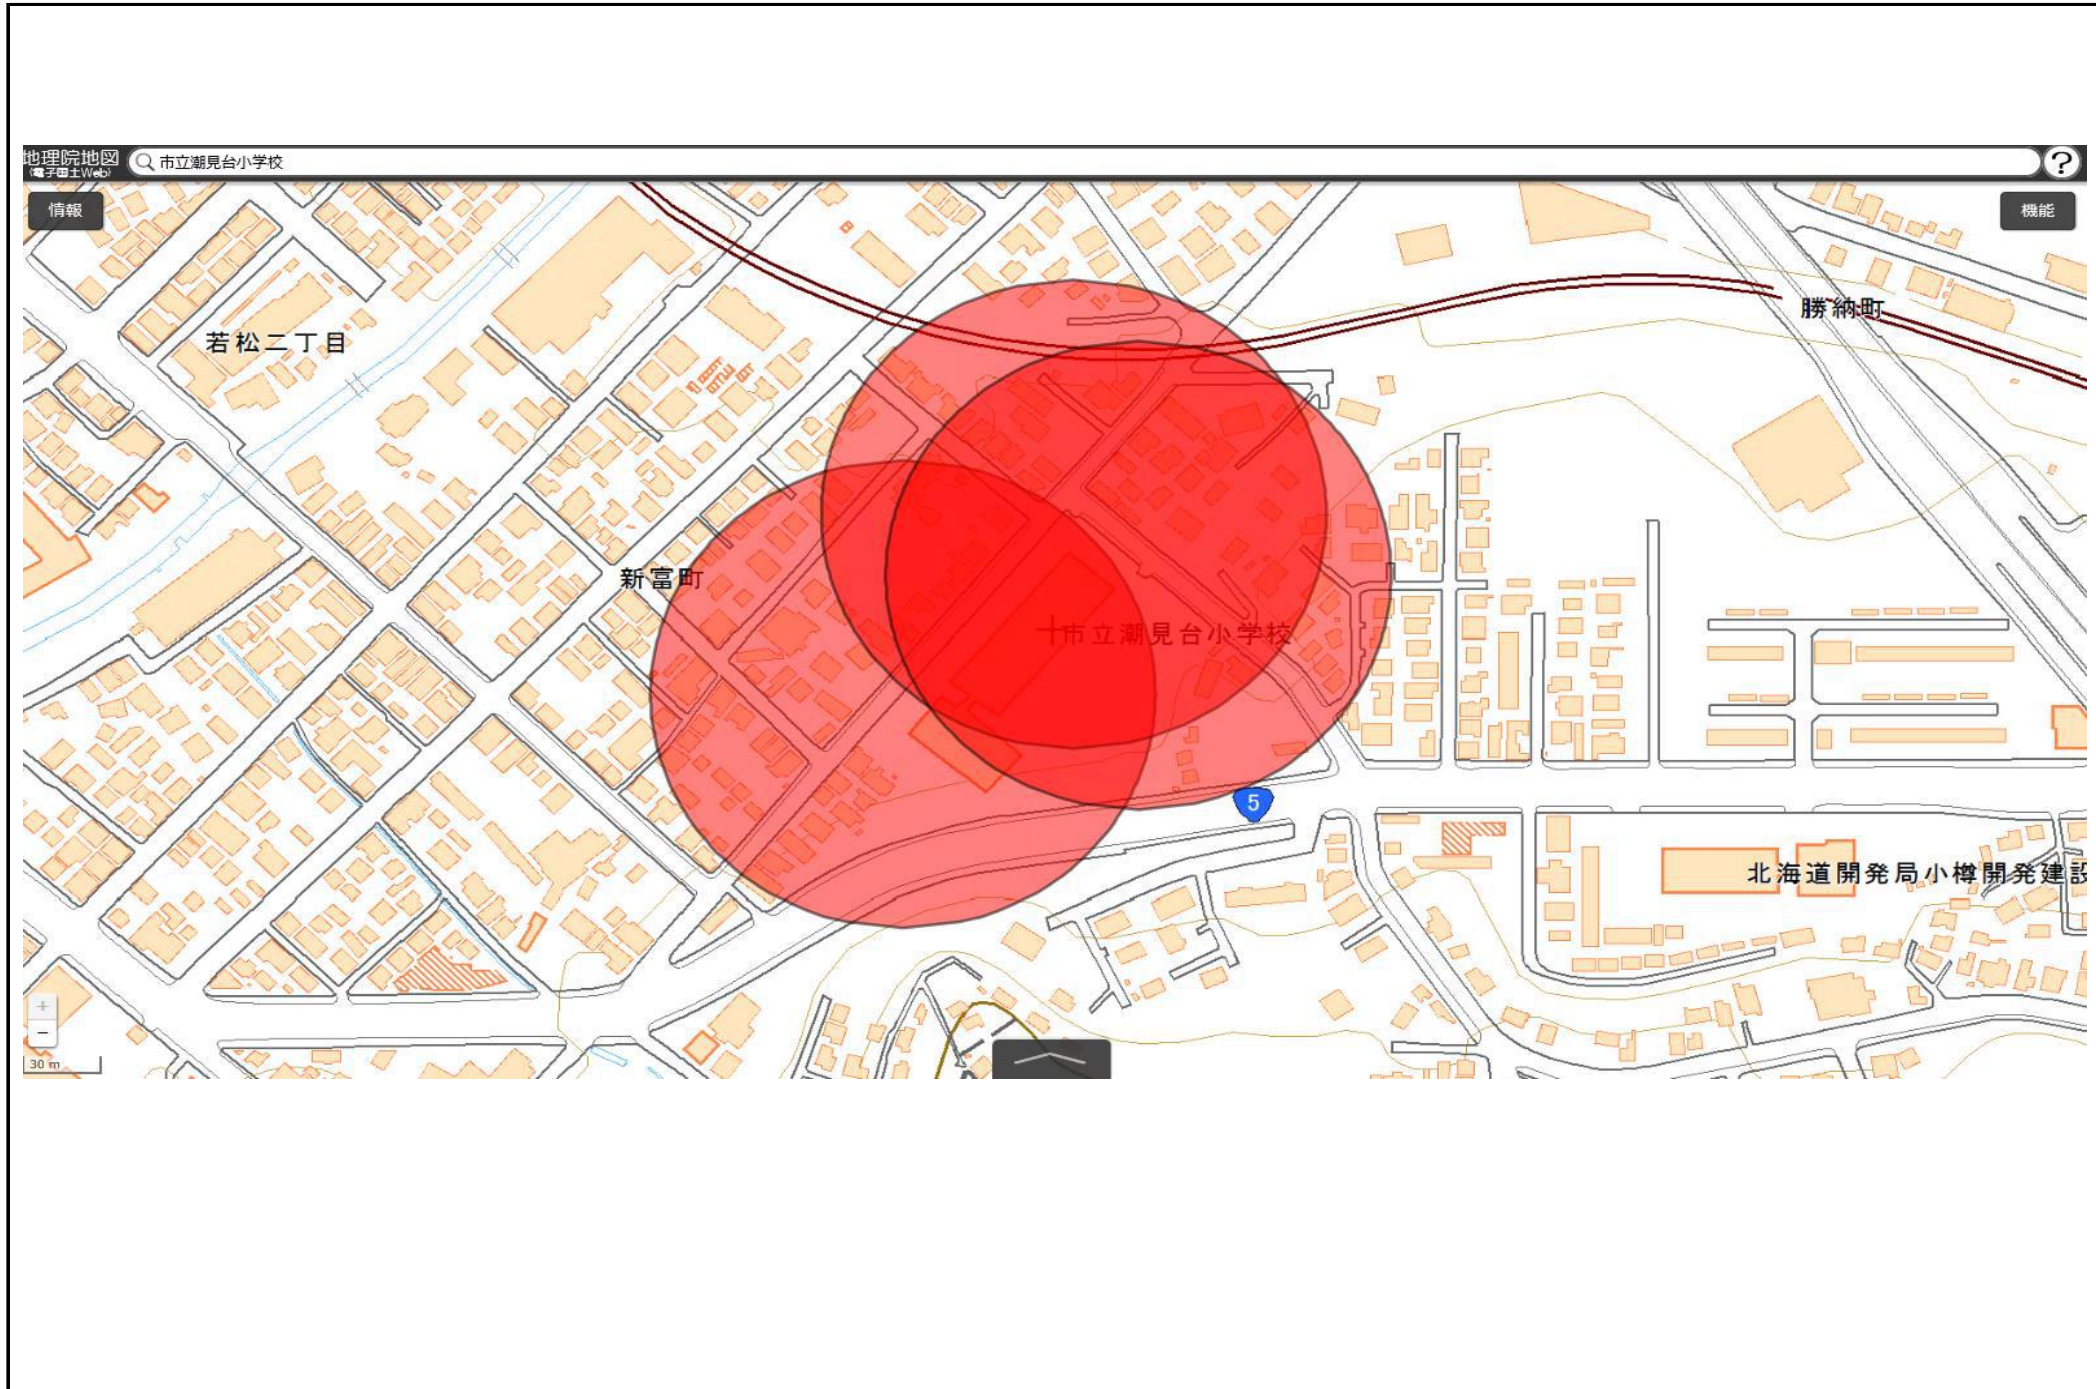 地理院地図
(電子国土Web)
市立潮見台小学校
?
情報
機能
勝納町
若松二丁目
新富町
市立潮見台小学校
5
北海道開発局小樽開発建設
+
−
30 m